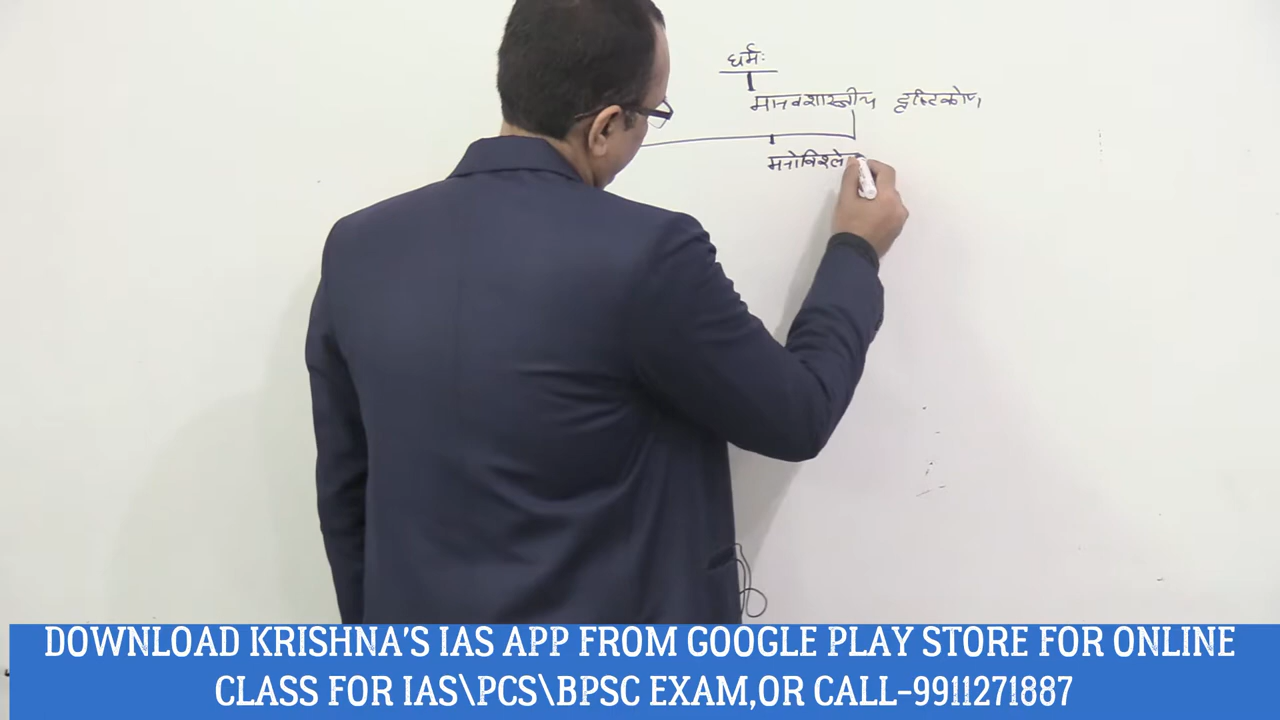 धर्मः
मानवशास्त्रीय दृष्टिकोण
मनोविश्ले
DOWNLOAD KRISHNA'S IAS APP FROM GOOGLE PLAY STORE FOR ONLINE
CLASS FOR IAS\PCS\BPSC EXAM,OR CALL-9911271887